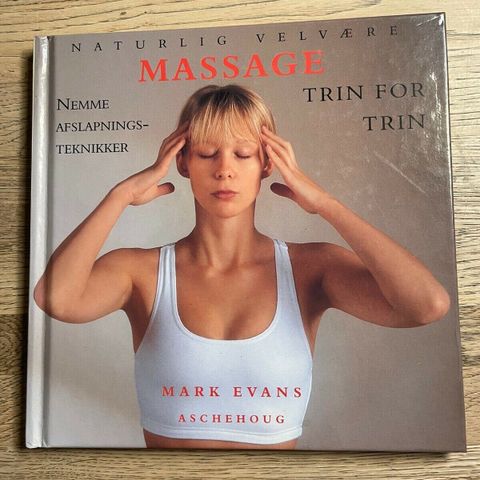 NATURLIG VELVÆRE
MASSAGE
TRIN FOR
TRIN
NEMME
AFSLAPNINGS-
TEKNIKKER
MARK EVANS
ASCHEHOUG